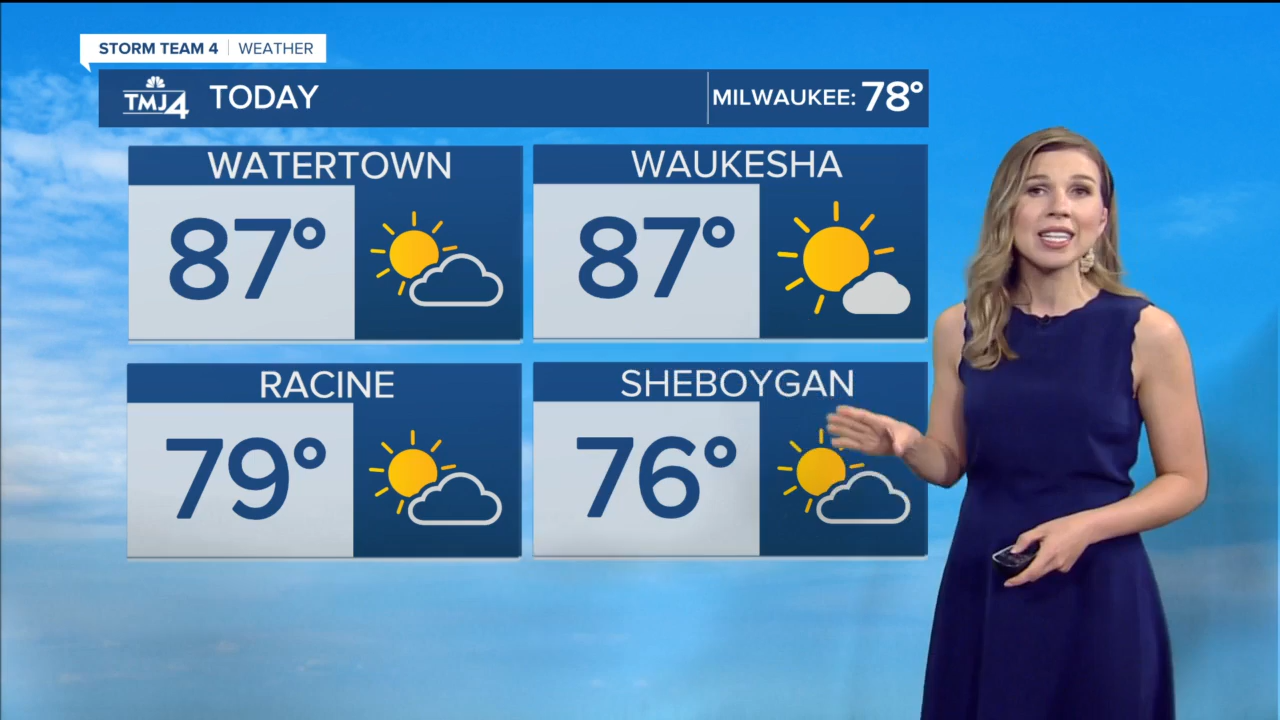 STORM TEAM 4 | WEATHER
TMJ4 TODAY MILWAUKEE: 78°
WATERTOWN
87°
WAUKESHA
87°
RACINE
79°
SHEBOYGAN
76°